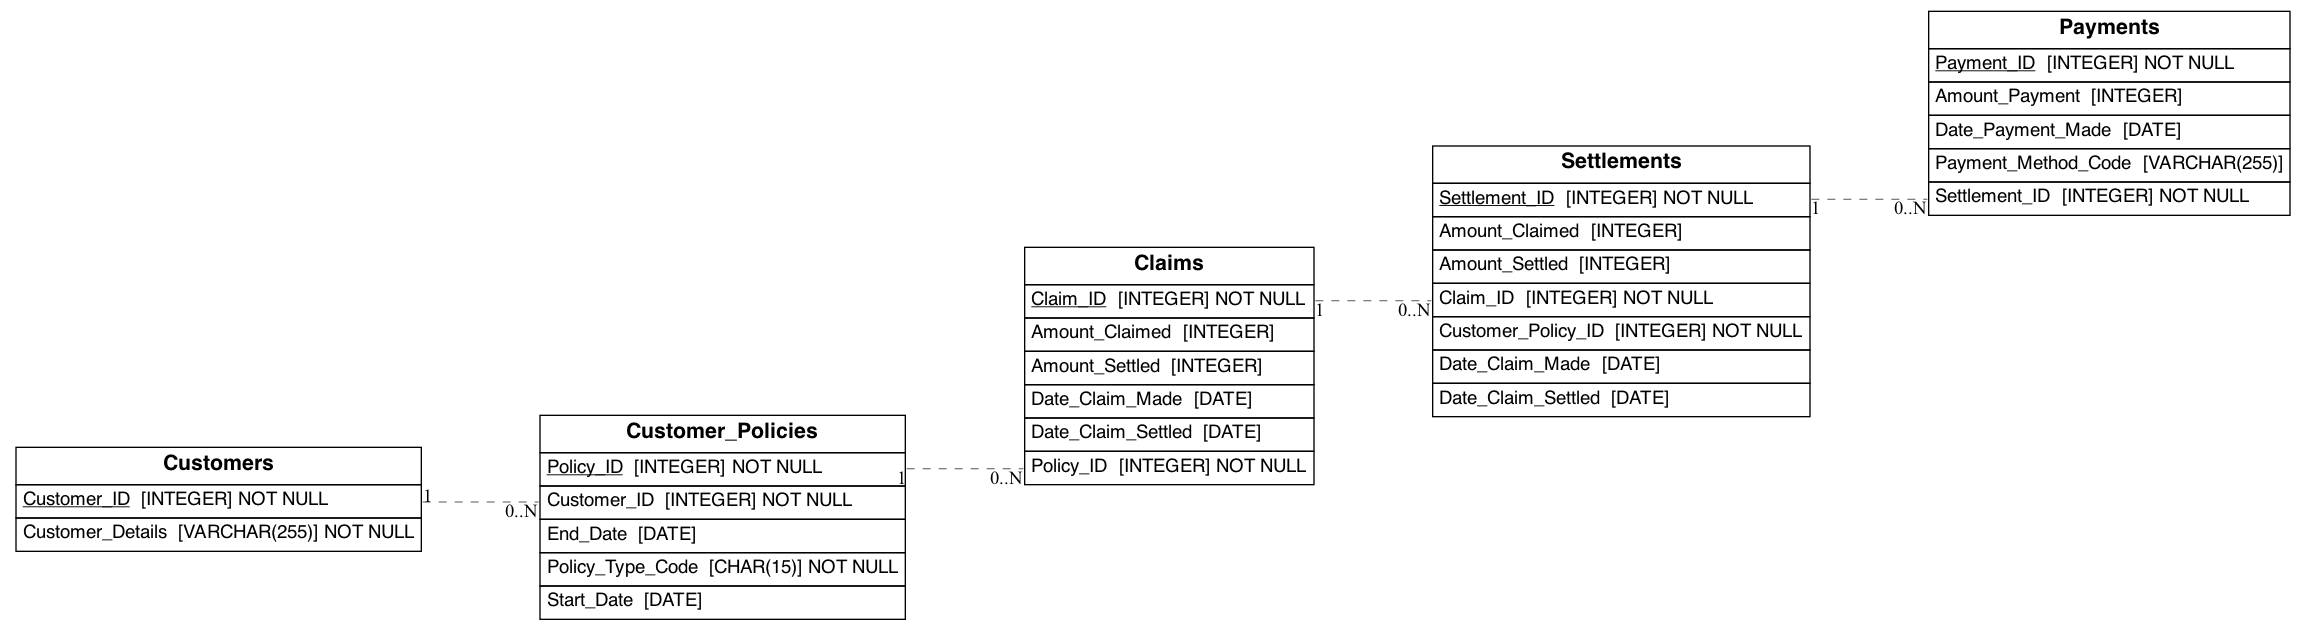 Customers
Customer_ID [INTEGER] NOT NULL
Customer_Details [VARCHAR(255)] NOT NULL
1
0..N
Customer_Policies
Policy_ID [INTEGER] NOT NULL
Customer_ID [INTEGER] NOT NULL
End_Date [DATE]
Policy_Type_Code [CHAR(15)] NOT NULL
Start_Date [DATE]
1
0..N
Claims
Claim_ID [INTEGER] NOT NULL
Amount_Claimed [INTEGER]
Amount_Settled [INTEGER]
Date_Claim_Made [DATE]
Date_Claim_Settled [DATE]
Policy_ID [INTEGER] NOT NULL
1
0..N
Settlements
Settlement_ID [INTEGER] NOT NULL
Amount_Claimed [INTEGER]
Amount_Settled [INTEGER]
Claim_ID [INTEGER] NOT NULL
Customer_Policy_ID [INTEGER] NOT NULL
Date_Claim_Made [DATE]
Date_Claim_Settled [DATE]
1
0..N
Payments
Payment_ID [INTEGER] NOT NULL
Amount_Payment [INTEGER]
Date_Payment_Made [DATE]
Payment_Method_Code [VARCHAR(255)]
Settlement_ID [INTEGER] NOT NULL